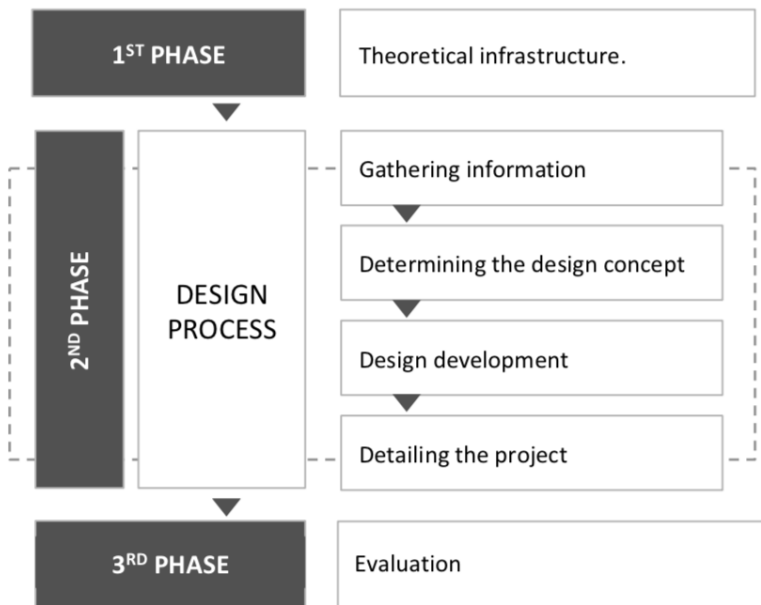 1ST PHASE
Theoretical infrastructure.
2ND PHASE
DESIGN
PROCESS
Gathering information
Determining the design concept
Design development
Detailing the project
3RD PHASE
Evaluation